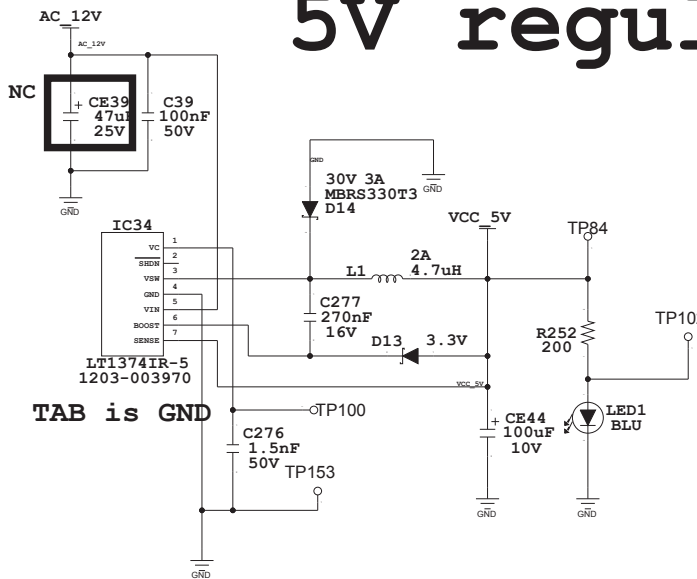 5V regul
AC_12V
AC_12V
NC
CE39
47u
25V
C39
100nF
50V
GND
GND
30V 3A
MBRS330T3
D14
GND
IC34
VC 1
SHDN 2
VSW 3
GND 4
VIN 5
BOOST 6
SENSE 7
LT1374IR-5
1203-003970
TAB is GND
VCC_5V
TP84
L1
2A
4.7uH
C277
270nF
16V
D13
3.3V
R252
200
TP102
VCC_5V
TP100
C276
1.5nF
50V
TP153
CE44
100uF
10V
LED1
BLU
GND
GND
GND